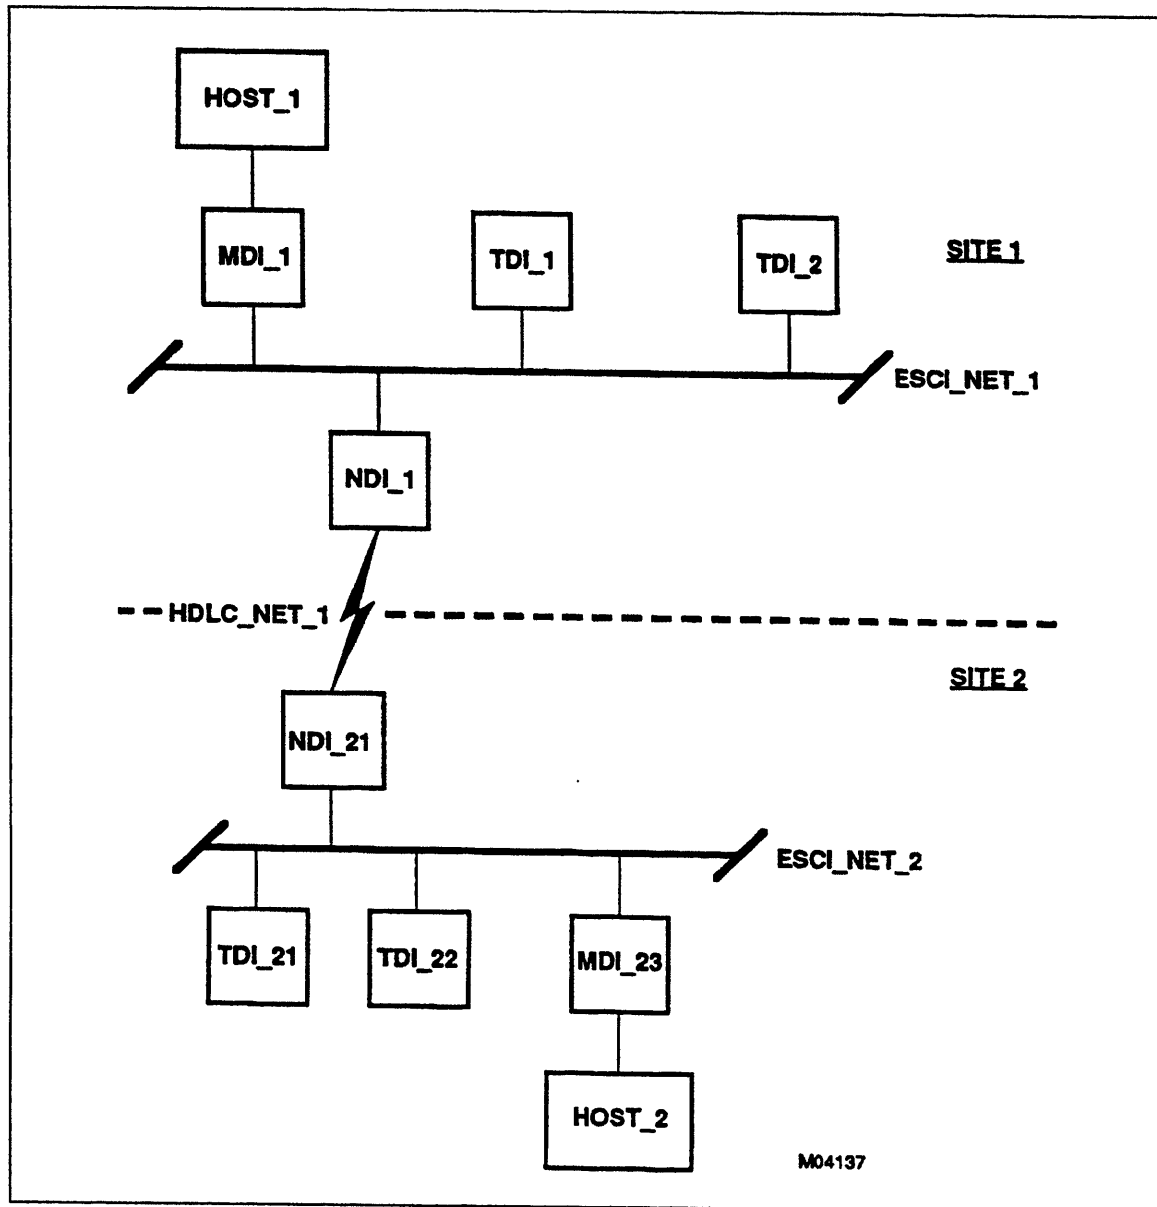 HOST_1
MDI_1
TDI_1
TDI_2
SITE 1
ESCI_NET_1
NDI_1
HDLC_NET_1
SITE 2
NDI_21
ESCI_NET_2
TDI_21
TDI_22
MDI_23
HOST_2
M04137